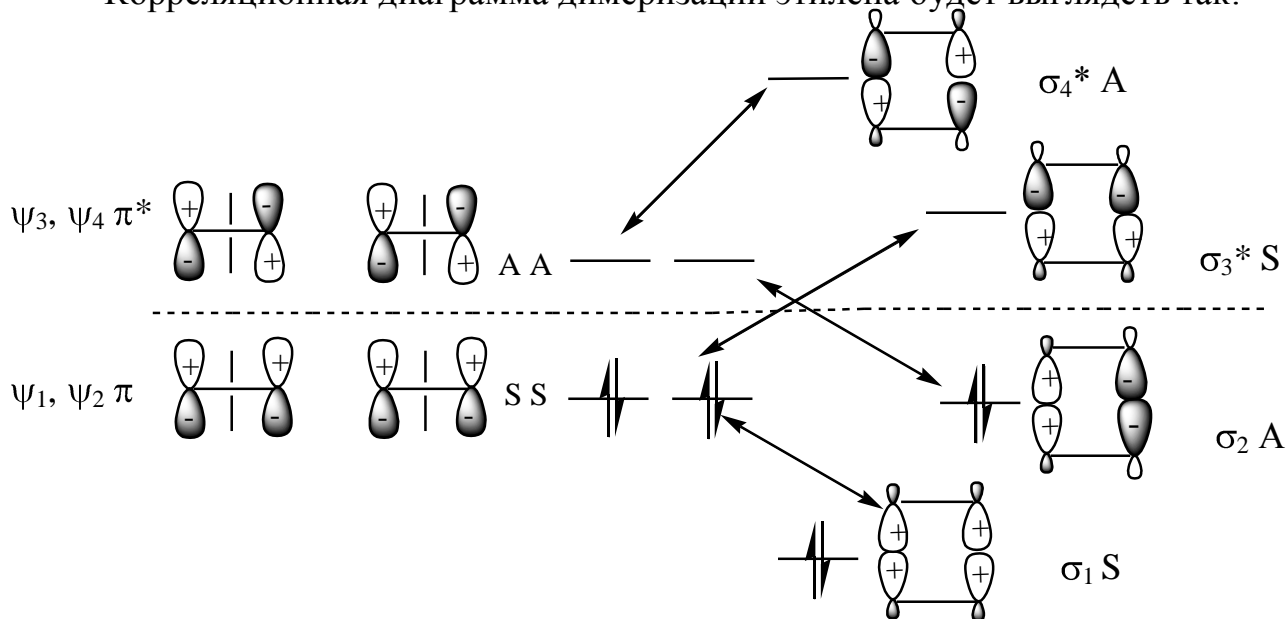 Корреляционная диаграмма димеризации этилена будет выглядеть так:
- + + - σ₄* A
ψ₃, ψ₄ π* + - - + + - - + A A
- - + + σ₃* S
ψ₁, ψ₂ π + + - - + + - - S S
+ - + - σ₂ A
+ + + + σ₁ S